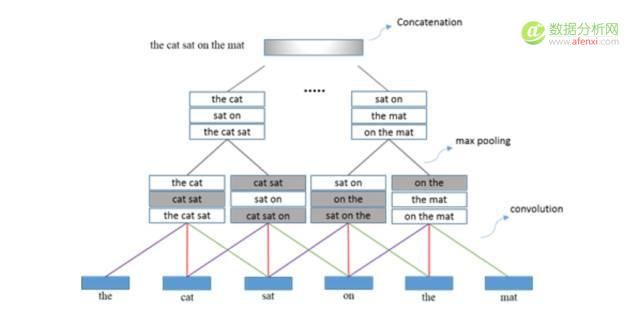 Concatenation
@ 数据分析网
www.afenxi.com
the cat sat on the mat
the cat
sat on
the cat sat
.....
sat on
the mat
on the mat
max pooling
the cat
cat sat
the cat sat
cat sat
sat on
cat sat on
sat on
on the
sat on the
on the
the mat
on the mat
convolution
the
cat
sat
on
the
mat